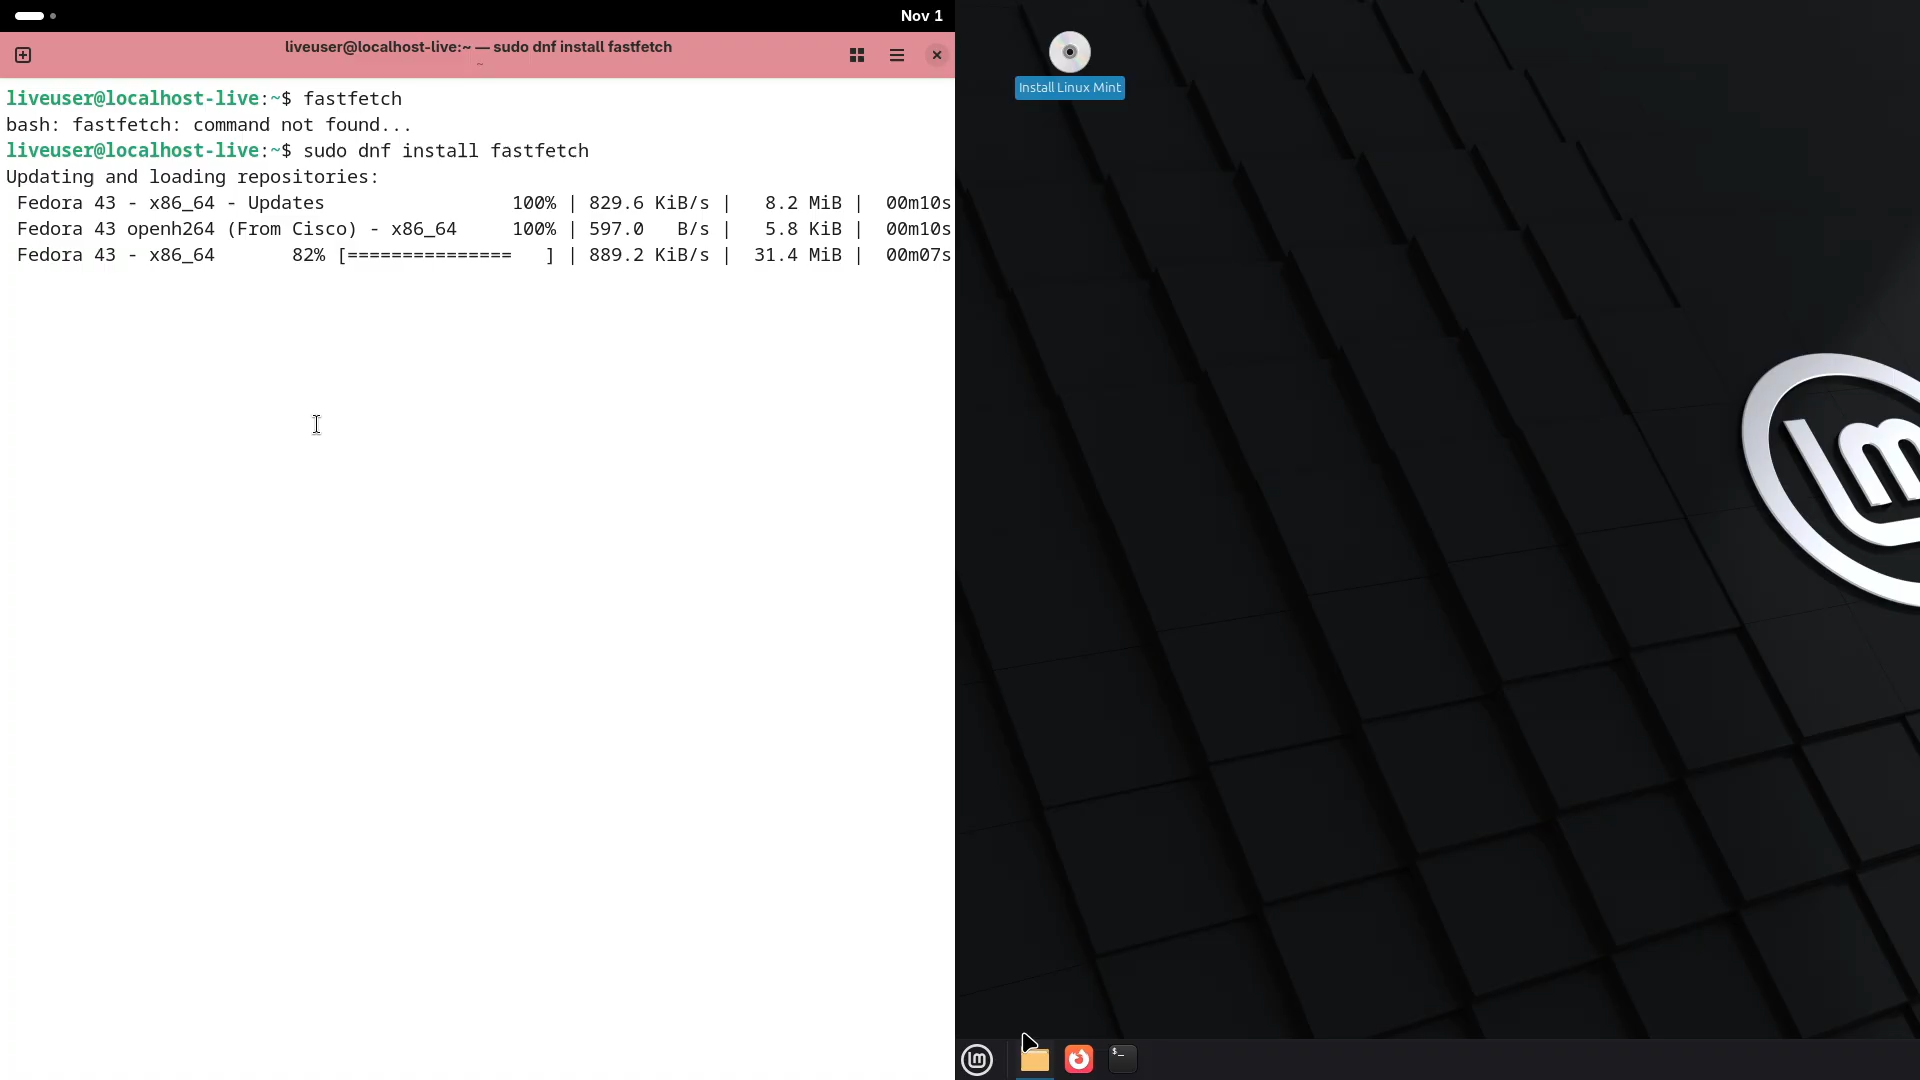 Nov 1
liveuser@localhost-live:~ — sudo dnf install fastfetch
~
liveuser@localhost-live:~$ fastfetch
bash: fastfetch: command not found...
liveuser@localhost-live:~$ sudo dnf install fastfetch
Updating and loading repositories:
Fedora 43 - x86_64 - Updates 100% | 829.6 KiB/s | 8.2 MiB | 00m10s
Fedora 43 openh264 (From Cisco) - x86_64 100% | 597.0 B/s | 5.8 KiB | 00m10s
Fedora 43 - x86_64 82% [=============== ] | 889.2 KiB/s | 31.4 MiB | 00m07s
Install Linux Mint
$_